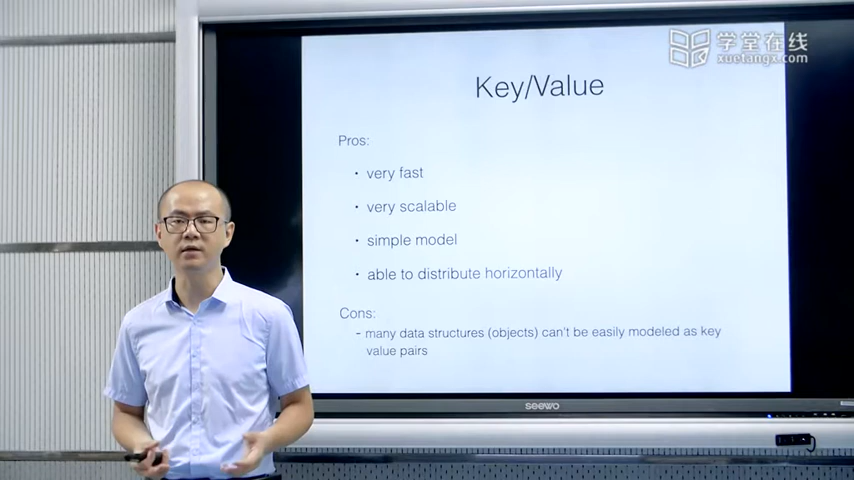 学堂在线
xuetangx.com
Key/Value
Pros:
• very fast
• very scalable
• simple model
• able to distribute horizontally
Cons:
- many data structures (objects) can't be easily modeled as key
value pairs
seewo